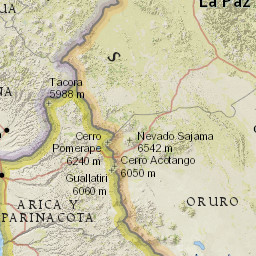 La Paz
S
Tacora
5988 m
Cerro
Pomerape
6240 m
Nevado Sajama
6542 m
Cerro Acotango
6050 m
Guallatiri
6060 m
ARICA Y
PARINACOTA
ORURO